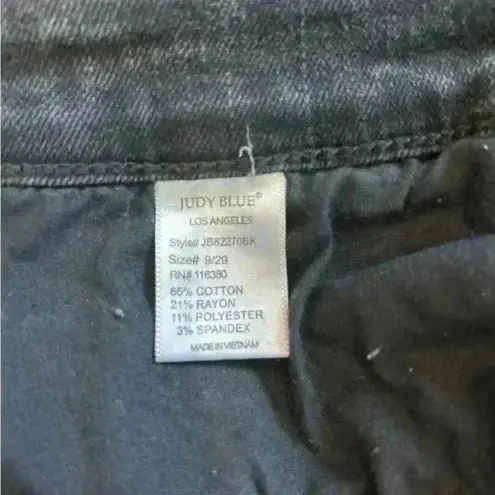 JUDY BLUE®
LOS ANGELES
Style# JB82270BK
Size# 9/29
RN# 116380
65% COTTON
21% RAYON
11% POLYESTER
3% SPANDEX
MADE IN VIETNAM